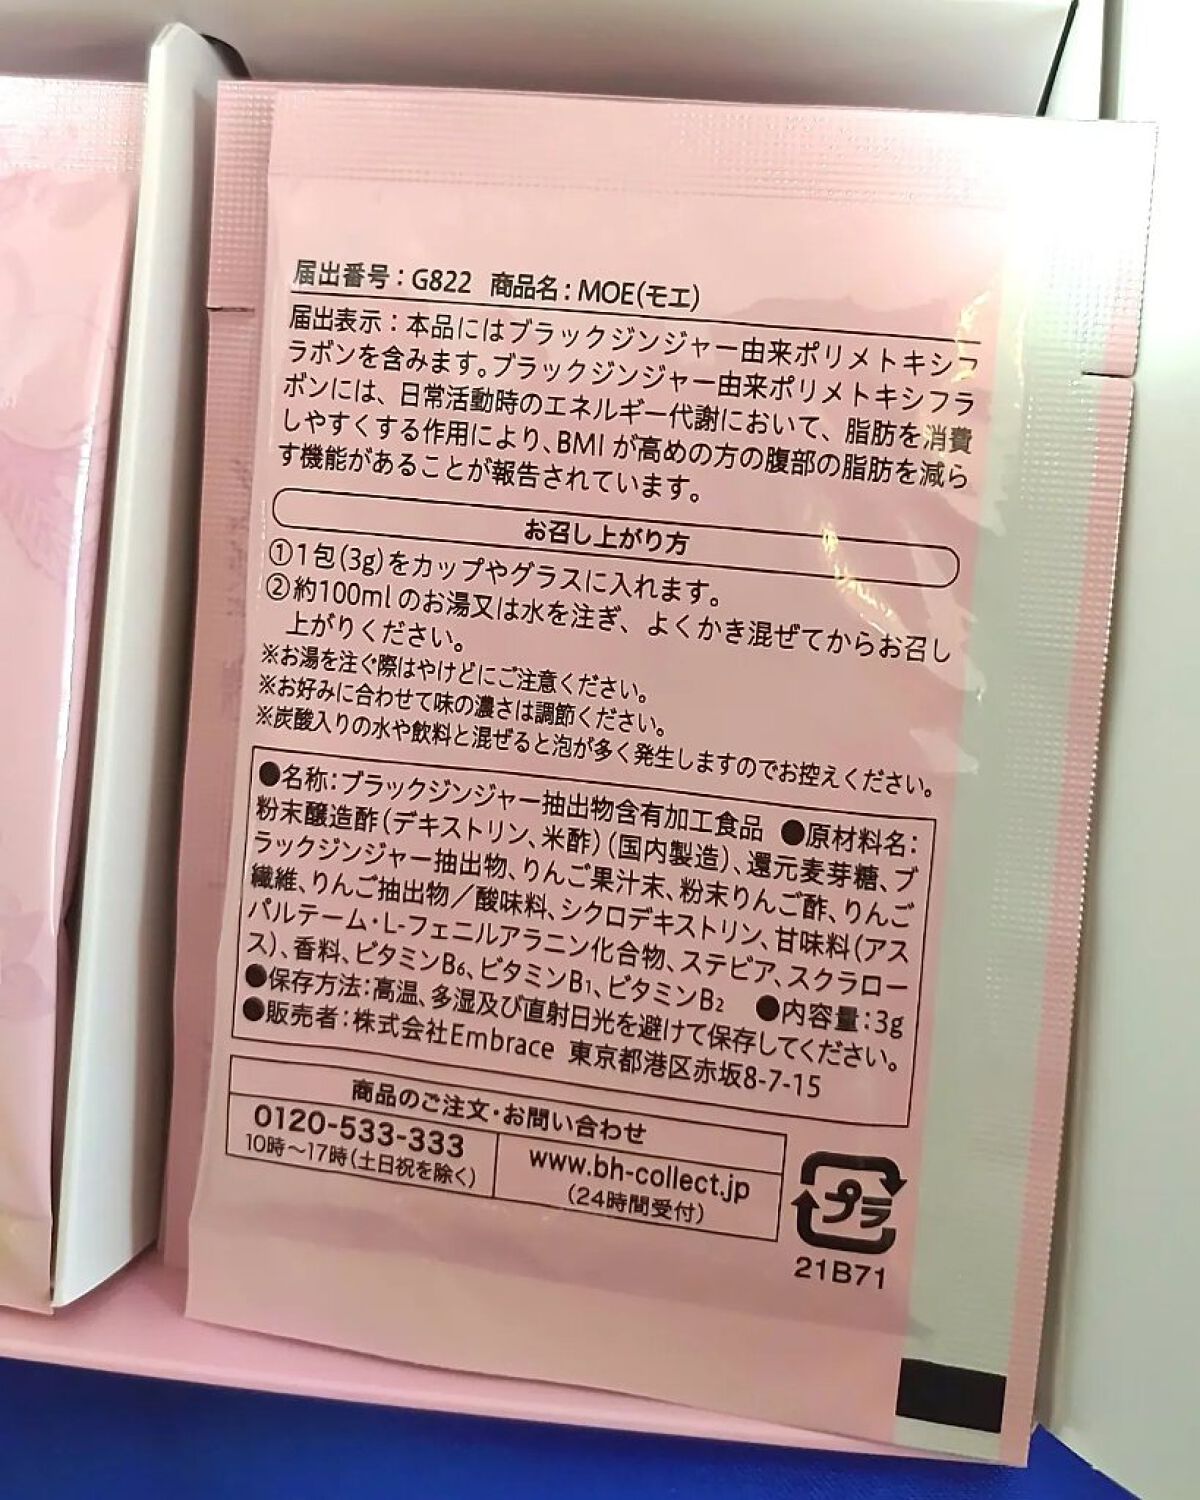 届出番号：G822 商品名：MOE(モエ)
届出表示：本品にはブラックジンジャー由来ポリメトキシフ
ラボンを含みます。ブラックジンジャー由来ポリメトキシフラ
ボンには、日常活動時のエネルギー代謝において、脂肪を消費
しやすくする作用により、BMIが高めの方の腹部の脂肪を減ら
す機能があることが報告されています。
お召し上がり方
①1包(3g)をカップやグラスに入れます。
②約100mlのお湯又は水を注ぎ、よくかき混ぜてからお召し
上がりください。
※お湯を注ぐ際はやけどにご注意ください。
※お好みに合わせて味の濃さは調節ください。
※炭酸入りの水や飲料と混ぜると泡が多く発生しますのでお控えください。
●名称：ブラックジンジャー抽出物含有加工食品 ●原材料名：
粉末醸造酢(デキストリン、米酢)(国内製造)、還元麦芽糖、ブ
ラックジンジャー抽出物、りんご果汁末、粉末りんご酢、りんご
繊維、りんご抽出物／酸味料、シクロデキストリン、甘味料(アス
パルテーム・L-フェニルアラニン化合物、ステビア、スクラロー
ス)、香料、ビタミンB₆、ビタミンB₁、ビタミンB₂ ●内容量：3g
●保存方法：高温、多湿及び直射日光を避けて保存してください。
●販売者：株式会社Embrace 東京都港区赤坂8-7-15
商品のご注文・お問い合わせ
0120-533-333
10時〜17時(土日祝を除く)
www.bh-collect.jp
(24時間受付)
プラ
21B71